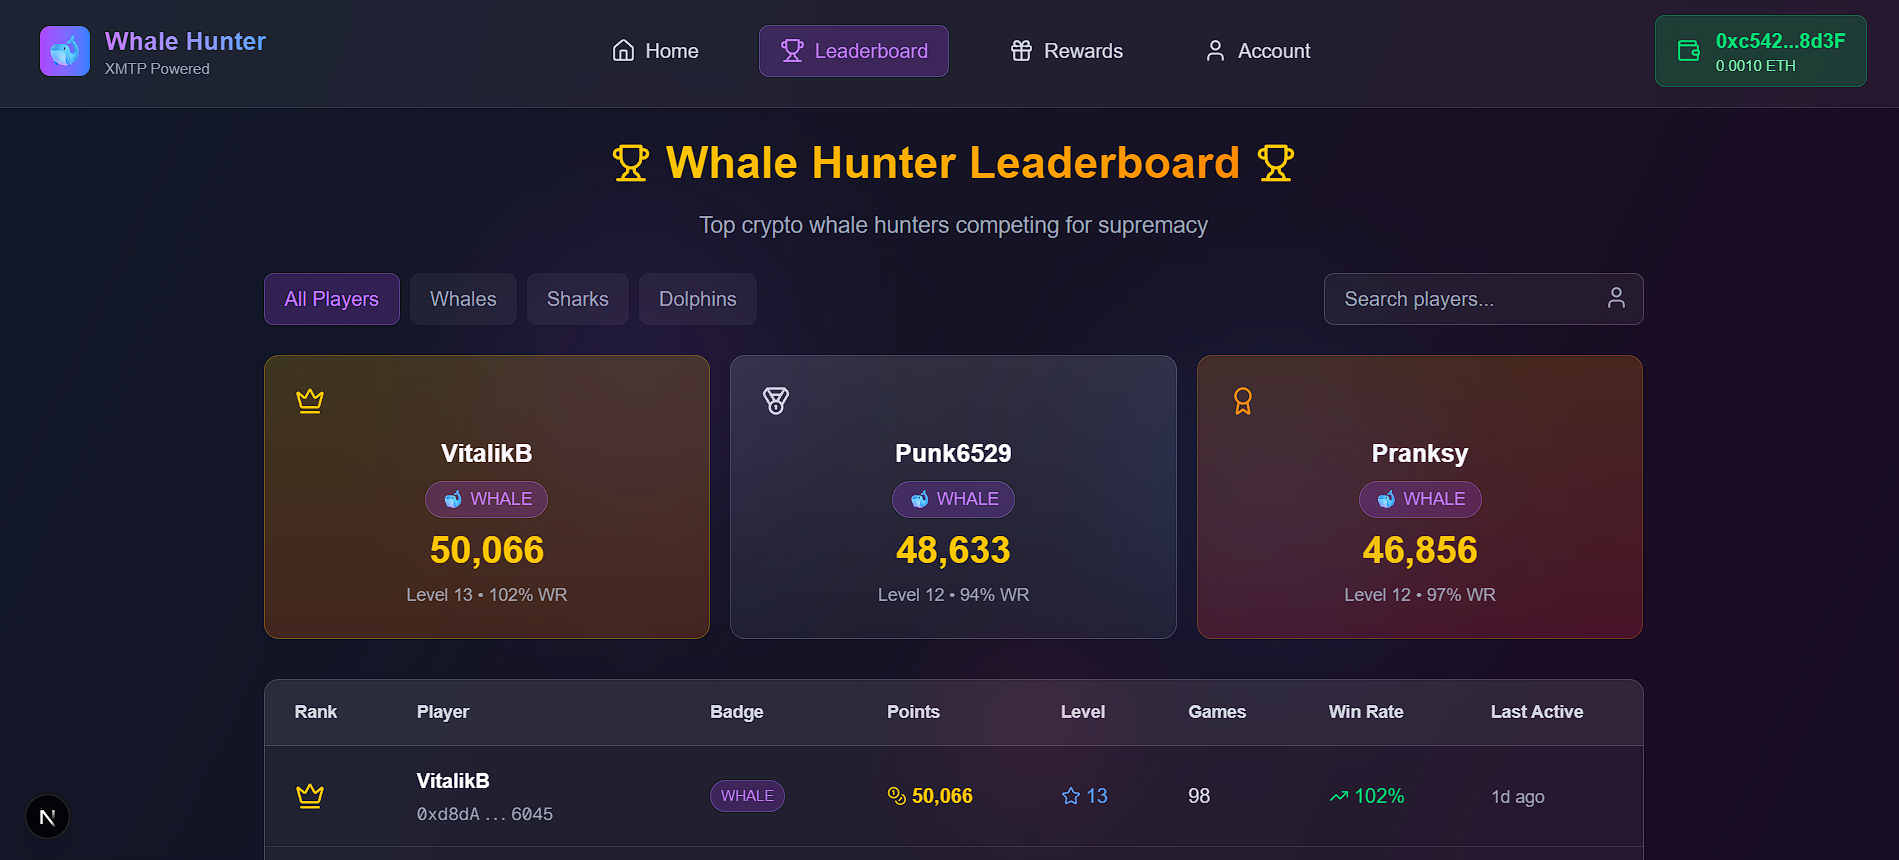 Whale Hunter
XMTP Powered
Home
Leaderboard
Rewards
Account
0xc542...8d3F
0.0010 ETH
Whale Hunter Leaderboard
Top crypto whale hunters competing for supremacy
All Players
Whales
Sharks
Dolphins
Search players...
VitalikB
WHALE
50,066
Level 13 • 102% WR
Punk6529
WHALE
48,633
Level 12 • 94% WR
Pranksy
WHALE
46,856
Level 12 • 97% WR
Rank Player Badge Points Level Games Win Rate Last Active
VitalikB
0xd8dA ... 6045
WHALE 50,066 13 98 102% 1d ago
N